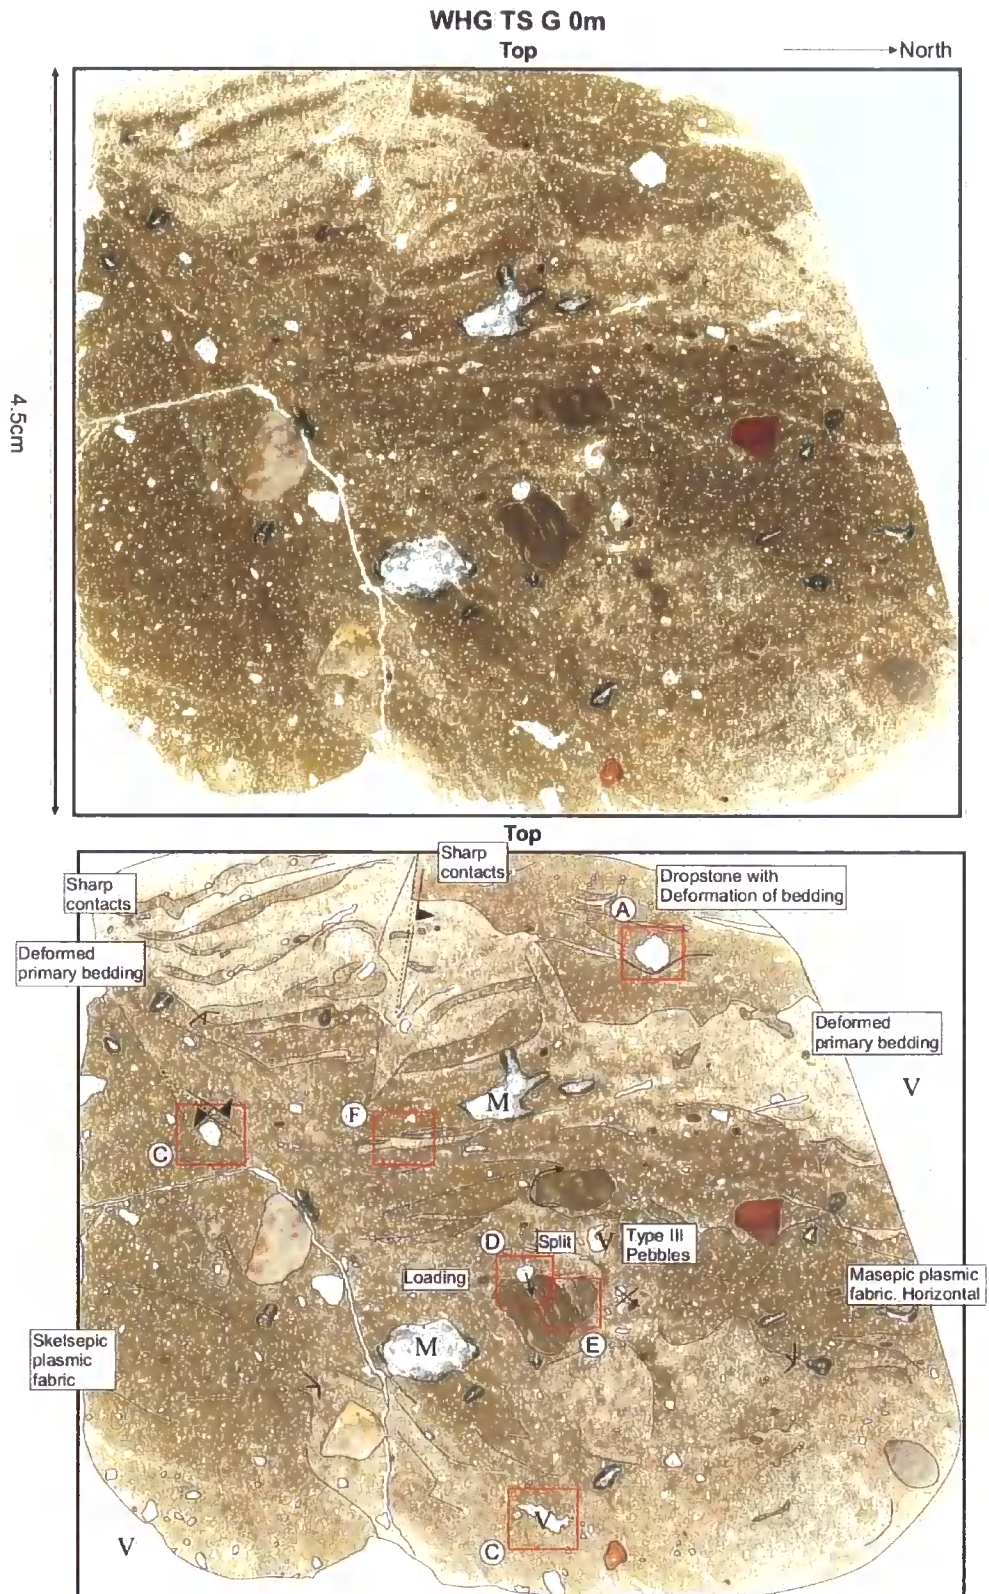 WHG TS G 0m
Top
North
4.5cm
Top
Sharp
contacts
Sharp
contacts
Dropstone with
Deformation of bedding
A
Deformed
primary bedding
Deformed
primary bedding
V
M
F
C
D
Split
V
Type III
Pebbles
Loading
Masepic plasmic
fabric. Horizontal
Skelsepic
plasmic
fabric
M
E
V
C
V